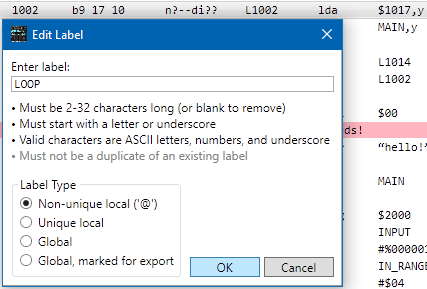 1002 b9 17 10 n?--di?? L1002 lda $1017,y
MAIN,y
Edit Label
Enter label:
L1014
LOOP
L1002
• Must be 2-32 characters long (or blank to remove)
$00
• Must start with a letter or underscore
ds!
• Valid characters are ASCII letters, numbers, and underscore
“hello!”
• Must not be a duplicate of an existing label
Label Type
MAIN
Non-unique local ('@')
Unique local
$2000
Global
INPUT
Global, marked for export
#%000001
OK
Cancel
IN_RANGE
#$04